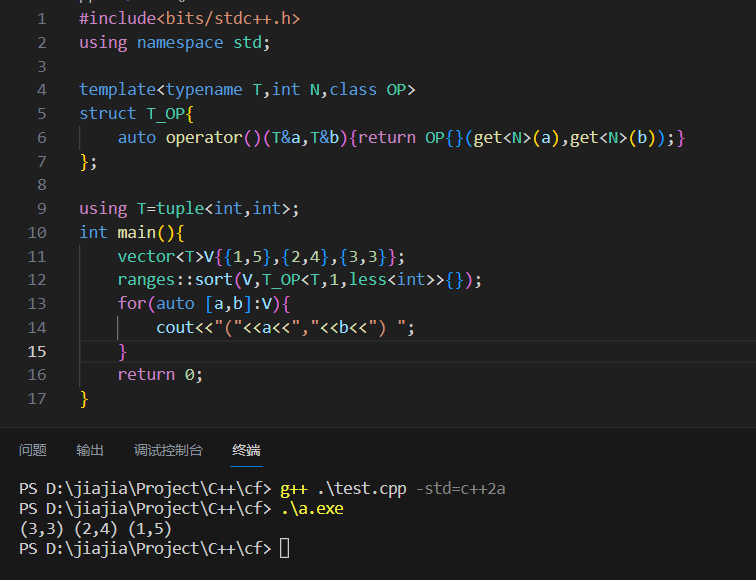 1 #include<bits/stdc++.h>
2 using namespace std;
3
4 template<typename T,int N,class OP>
5 struct T_OP{
6     auto operator()(T&a,T&b){return OP{}(get<N>(a),get<N>(b));}
7 };
8
9 using T=tuple<int,int>;
10 int main(){
11     vector<T>V{{1,5},{2,4},{3,3}};
12     ranges::sort(V,T_OP<T,1,less<int>>{});
13     for(auto [a,b]:V){
14         cout<<"("<<a<<","<<b<<") ";
15     }
16     return 0;
17 }
问题 输出 调试控制台 终端
PS D:\jiajia\Project\C++\cf> g++ .\test.cpp -std=c++2a
PS D:\jiajia\Project\C++\cf> .\a.exe
(3,3) (2,4) (1,5)
PS D:\jiajia\Project\C++\cf>